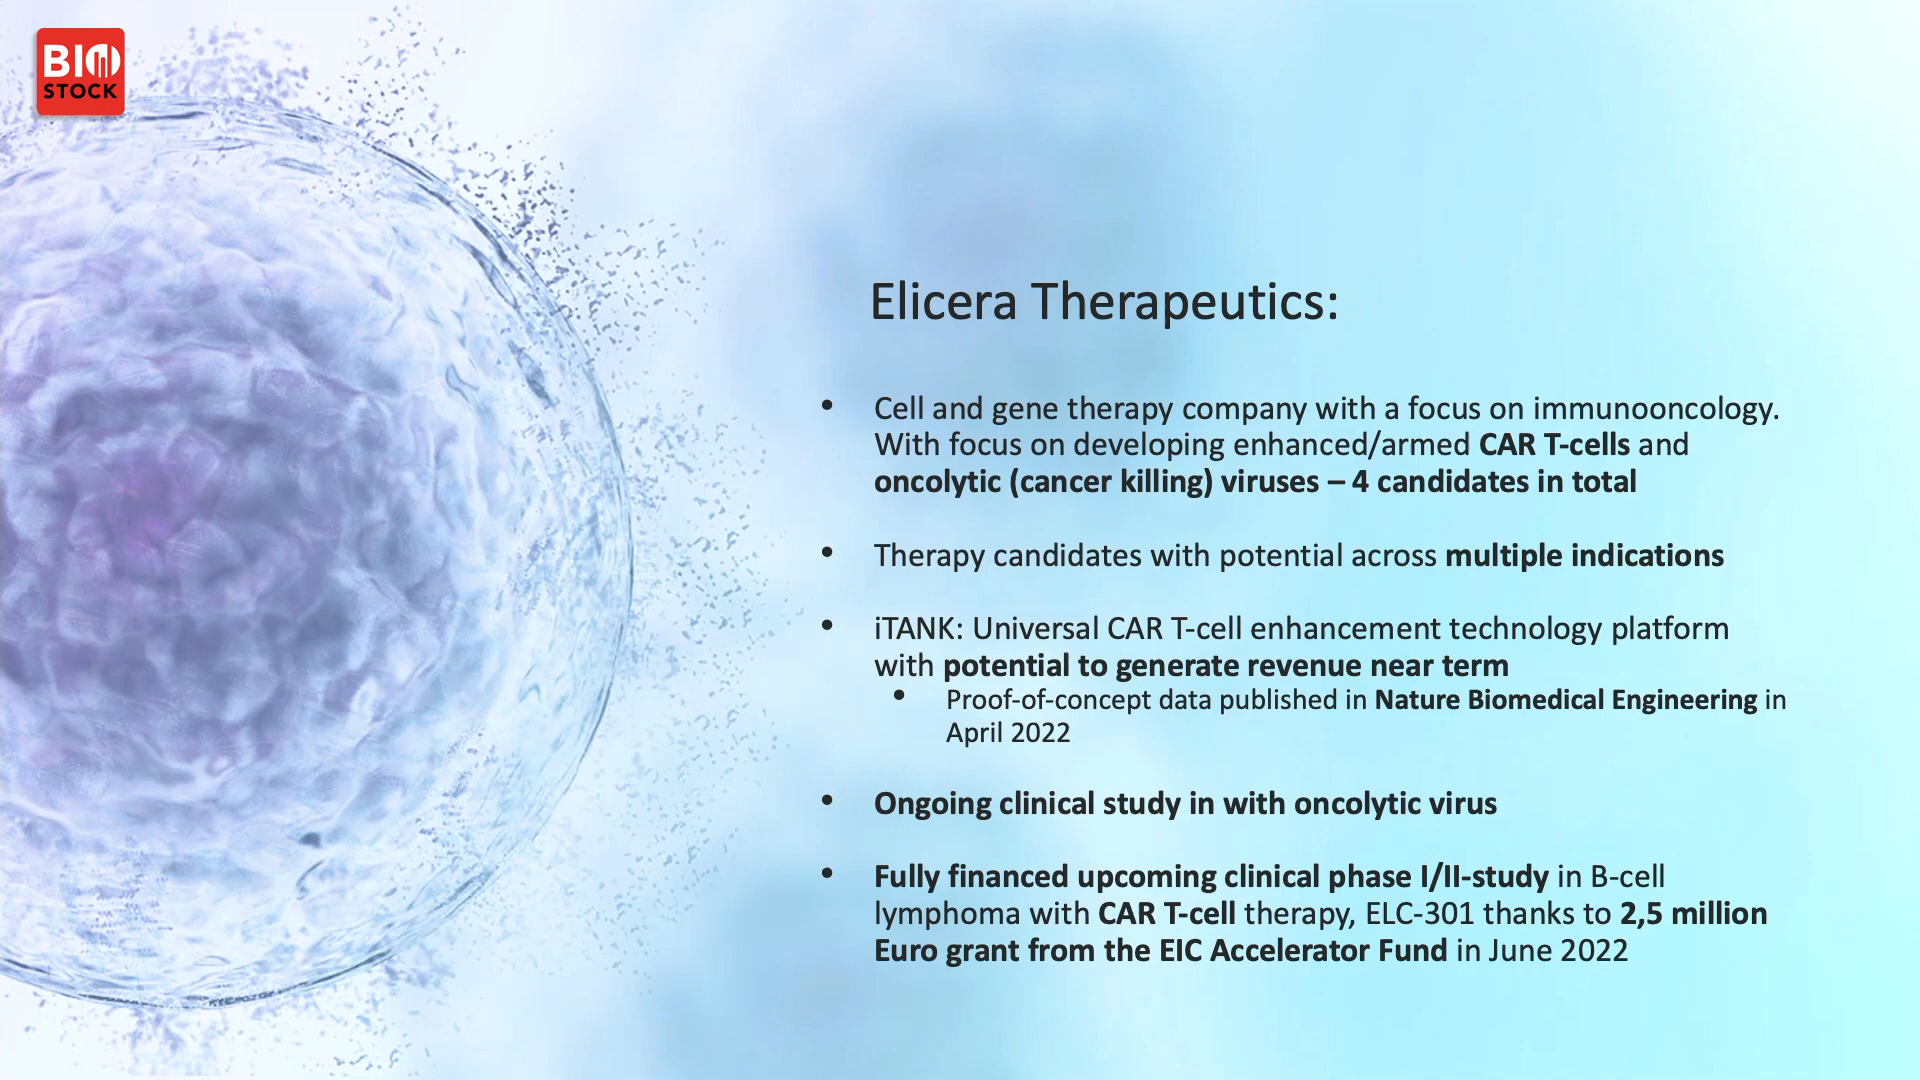 BIO
STOCK
Elicera Therapeutics:
• Cell and gene therapy company with a focus on immunooncology.
With focus on developing enhanced/armed CAR T-cells and
oncolytic (cancer killing) viruses – 4 candidates in total
• Therapy candidates with potential across multiple indications
• iTANK: Universal CAR T-cell enhancement technology platform
with potential to generate revenue near term
• Proof-of-concept data published in Nature Biomedical Engineering in
April 2022
• Ongoing clinical study in with oncolytic virus
• Fully financed upcoming clinical phase I/II-study in B-cell
lymphoma with CAR T-cell therapy, ELC-301 thanks to 2,5 million
Euro grant from the EIC Accelerator Fund in June 2022